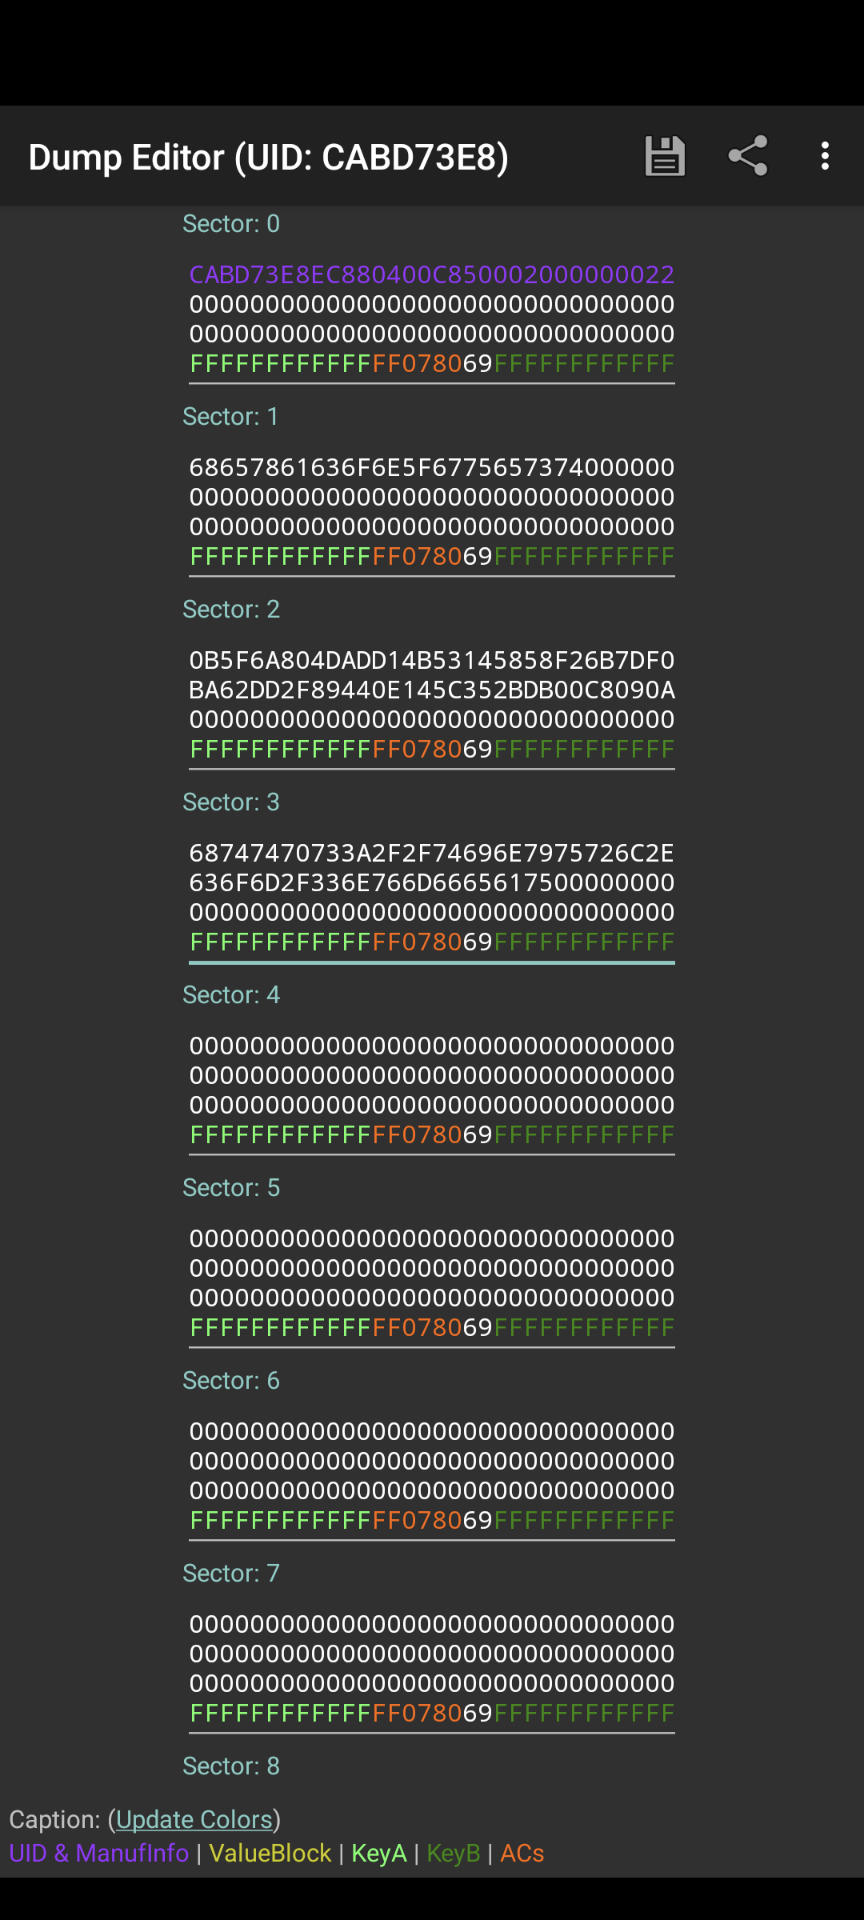 Dump Editor (UID: CABD73E8)
Sector: 0
CABD73E8EC880400C850002000000022
00000000000000000000000000000000
00000000000000000000000000000000
FFFFFFFFFFFFFF078069FFFFFFFFFFFF
Sector: 1
68657861636F6E5F6775657374000000
00000000000000000000000000000000
00000000000000000000000000000000
FFFFFFFFFFFFFF078069FFFFFFFFFFFF
Sector: 2
0B5F6A804DADD14B53145858F26B7DF0
BA62DD2F89440E145C352BDB00C8090A
00000000000000000000000000000000
FFFFFFFFFFFFFF078069FFFFFFFFFFFF
Sector: 3
68747470733A2F2F74696E7975726C2E
636F6D2F336E766D6665617500000000
00000000000000000000000000000000
FFFFFFFFFFFFFF078069FFFFFFFFFFFF
Sector: 4
00000000000000000000000000000000
00000000000000000000000000000000
00000000000000000000000000000000
FFFFFFFFFFFFFF078069FFFFFFFFFFFF
Sector: 5
00000000000000000000000000000000
00000000000000000000000000000000
00000000000000000000000000000000
FFFFFFFFFFFFFF078069FFFFFFFFFFFF
Sector: 6
00000000000000000000000000000000
00000000000000000000000000000000
00000000000000000000000000000000
FFFFFFFFFFFFFF078069FFFFFFFFFFFF
Sector: 7
00000000000000000000000000000000
00000000000000000000000000000000
00000000000000000000000000000000
FFFFFFFFFFFFFF078069FFFFFFFFFFFF
Sector: 8
Caption: (Update Colors)
UID & ManufInfo | ValueBlock | KeyA | KeyB | ACs